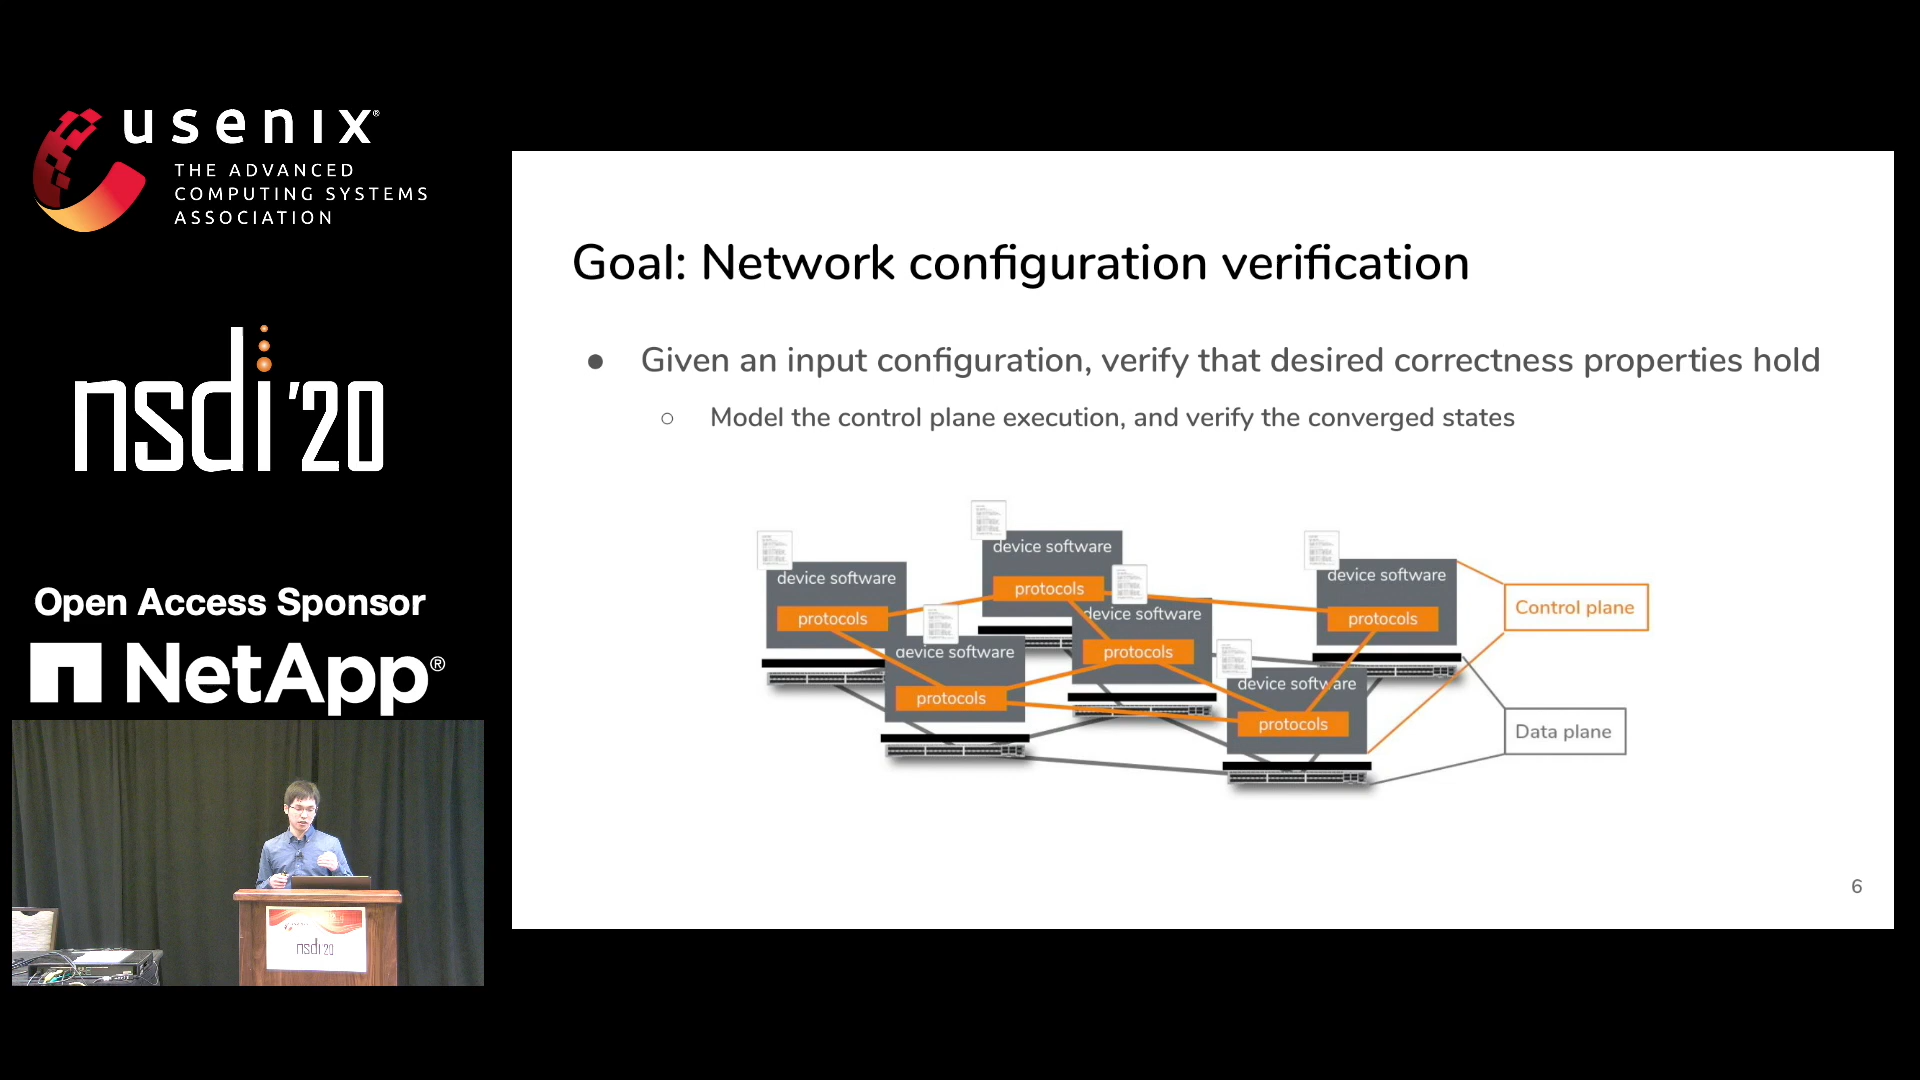 usenix®
THE ADVANCED
COMPUTING SYSTEMS
ASSOCIATION
nsdi '20
Open Access Sponsor
NetApp®
nsdi '20
Goal: Network configuration verification
● Given an input configuration, verify that desired correctness properties hold
○ Model the control plane execution, and verify the converged states
device software
protocols
device software
protocols
device software
protocols
device software
protocols
device software
protocols
device software
protocols
Control plane
Data plane
6